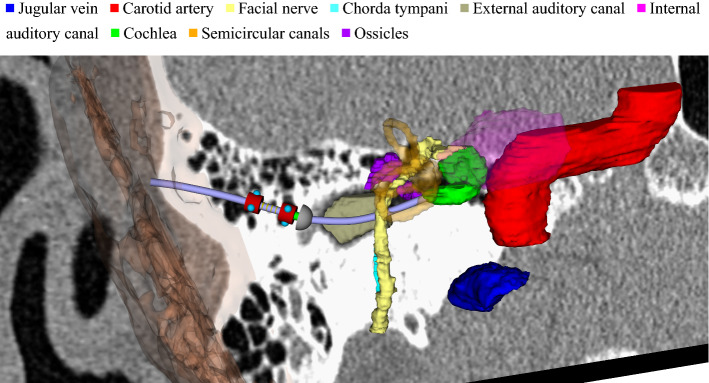 Jugular vein Carotid artery Facial nerve Chorda tympani External auditory canal Internal
auditory canal Cochlea Semicircular canals Ossicles